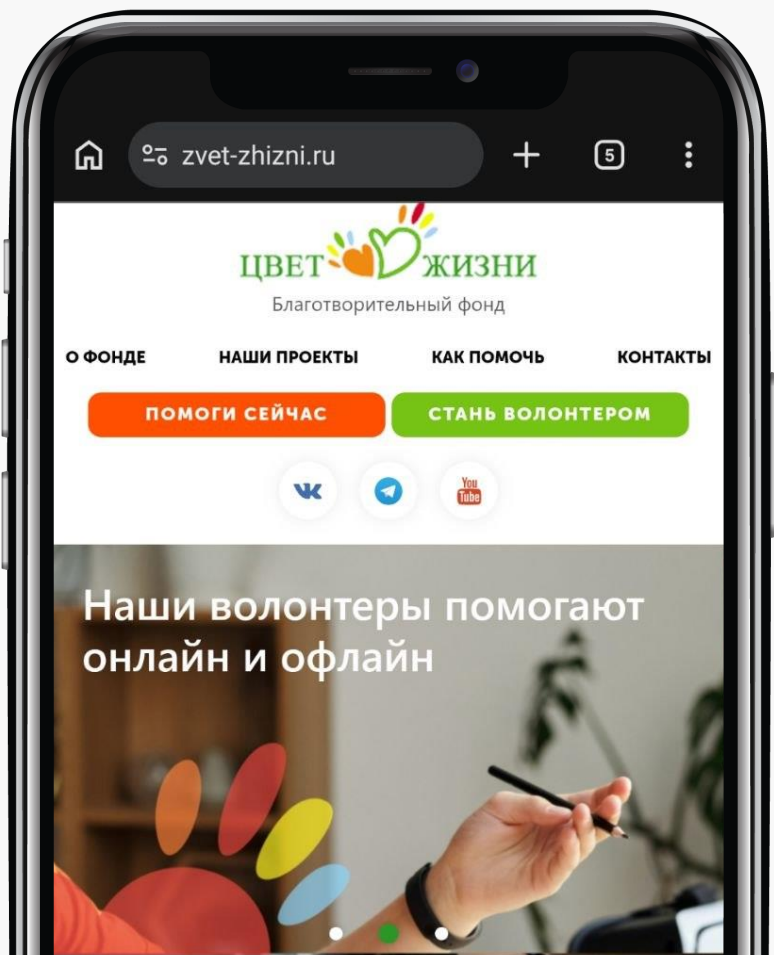 zvet-zhizni.ru
5
ЦВЕТ ЖИЗНИ
Благотворительный фонд
О ФОНДЕ НАШИ ПРОЕКТЫ КАК ПОМОЧЬ КОНТАКТЫ
ПОМОГИ СЕЙЧАС СТАНЬ ВОЛОНТЕРОМ
You
Tube
Наши волонтеры помогают
онлайн и офлайн